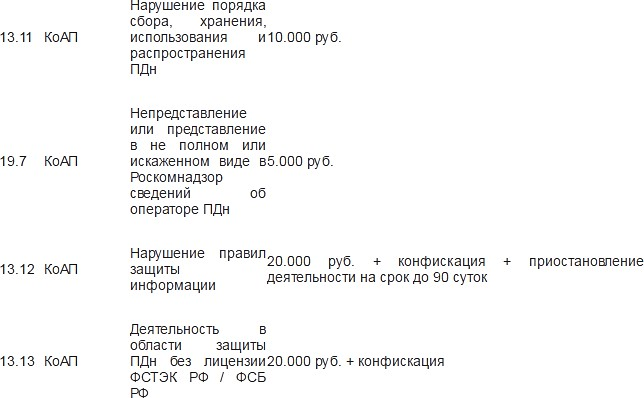 Нарушение порядка
сбора, хранения,
13.11 КоАП использования и 10.000 руб.
распространения
ПДн
Непредставление
или представление
в не полном или
19.7 КоАП искаженном виде в 5.000 руб.
Роскомнадзор
сведений об
операторе ПДн
Нарушение правил
13.12 КоАП защиты
информации
20.000 руб. + конфискация + приостановление
деятельности на срок до 90 суток
Деятельность в
области защиты
13.13 КоАП ПДн без лицензии 20.000 руб. + конфискация
ФСТЭК РФ / ФСБ
РФ